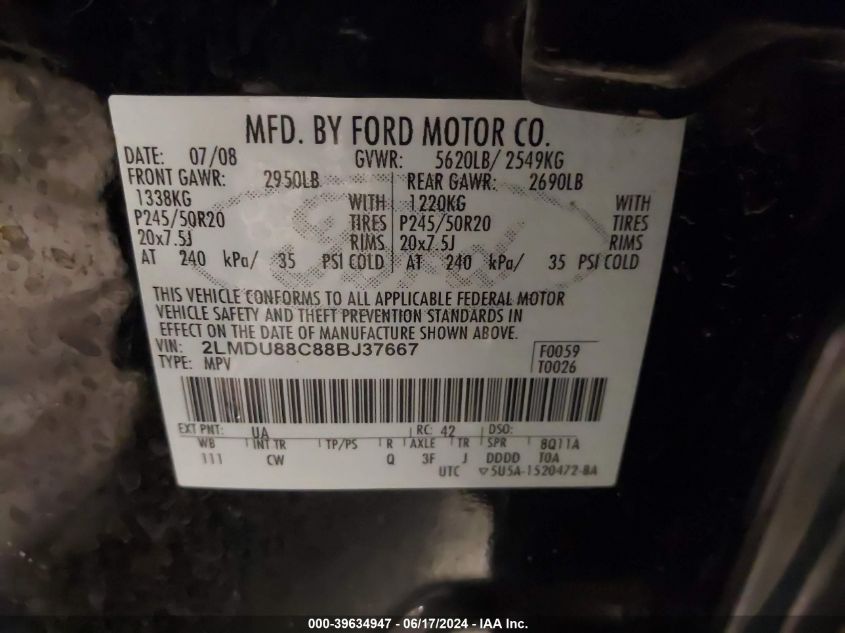 MFD. BY FORD MOTOR CO.
DATE: 07/08 GVWR: 5620LB/ 2549KG
FRONT GAWR: 2950LB REAR GAWR: 2690LB
1338KG WITH 1220KG WITH
P245/50R20 TIRES P245/50R20 TIRES
20x7.5J RIMS 20x7.5J RIMS
AT 240 kPa/ 35 PSI COLD AT 240 kPa/ 35 PSI COLD
THIS VEHICLE CONFORMS TO ALL APPLICABLE FEDERAL MOTOR
VEHICLE SAFETY AND THEFT PREVENTION STANDARDS IN
EFFECT ON THE DATE OF MANUFACTURE SHOWN ABOVE.
VIN: 2LMDU88C88BJ37667 F0059
TYPE: MPV T0026
EXT PNT: UA RC: 42 DSO:
WB INT TR TP/PS R AXLE TR SPR 8Q11A
111 CW Q 3F J DDDD T0A
UTC ▽5U5A-1520472-BA
000-39634947 - 06/17/2024 - IAA Inc.